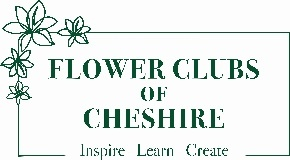 FLOWER CLUBS
OF
CHESHIRE
Inspire Learn Create